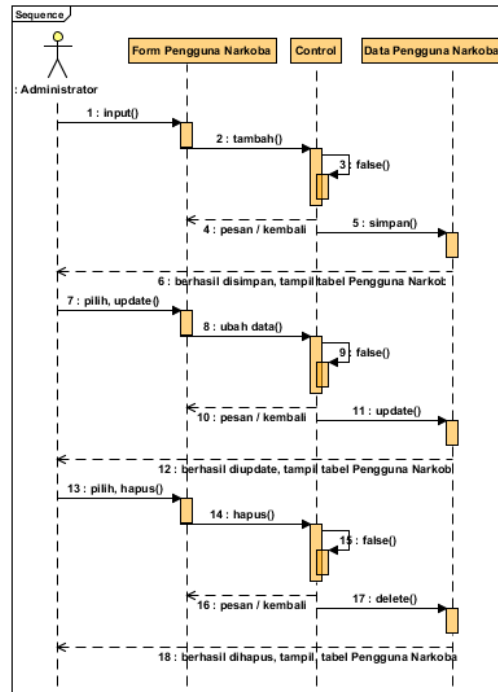 Sequence
Form Pengguna Narkoba
Control
Data Pengguna Narkoba
: Administrator
1 : input()
2 : tambah()
3 : false()
4 : pesan / kembali
5 : simpan()
6 : berhasil disimpan, tampil tabel Pengguna Narkob
7 : pilih, update()
8 : ubah data()
9 : false()
10 : pesan / kembali
11 : update()
12 : berhasil diupdate, tampil tabel Pengguna Narkob
13 : pilih, hapus()
14 : hapus()
15 : false()
16 : pesan / kembali
17 : delete()
18 : berhasil dihapus, tampil, tabel Pengguna Narkoba